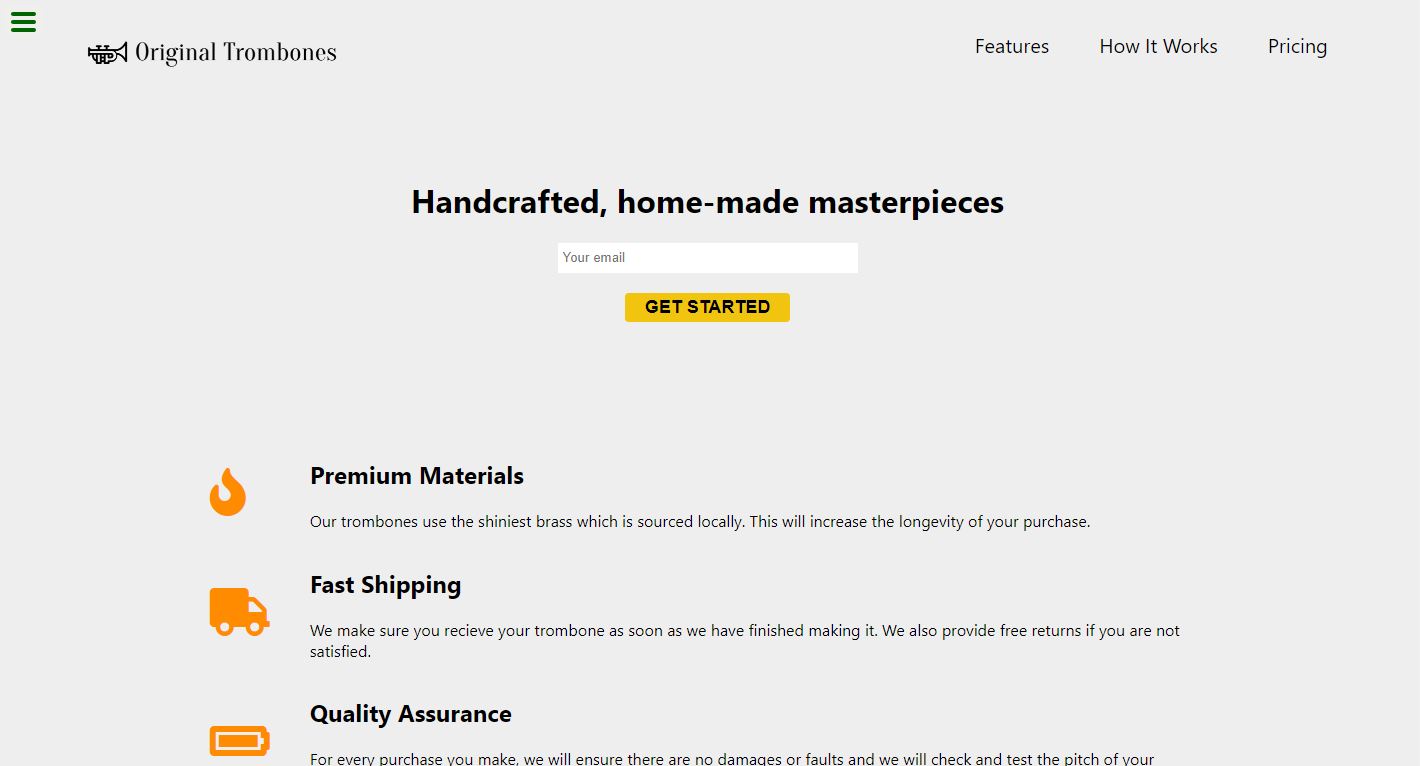 Original Trombones
Features
How It Works
Pricing
Handcrafted, home-made masterpieces
Your email
GET STARTED
Premium Materials
Our trombones use the shiniest brass which is sourced locally. This will increase the longevity of your purchase.
Fast Shipping
We make sure you recieve your trombone as soon as we have finished making it. We also provide free returns if you are not
satisfied.
Quality Assurance
For every purchase you make, we will ensure there are no damages or faults and we will check and test the pitch of your